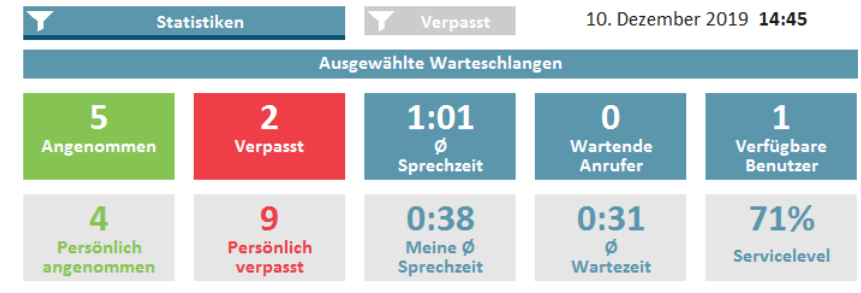 Statistiken
Verpasst
10. Dezember 2019 14:45
Ausgewählte Warteschlangen
5
Angenommen
2
Verpasst
1:01
Ø
Sprechzeit
0
Wartende
Anrufer
1
Verfügbare
Benutzer
4
Persönlich
angenommen
9
Persönlich
verpasst
0:38
Meine Ø
Sprechzeit
0:31
Ø
Wartezeit
71%
Servicelevel